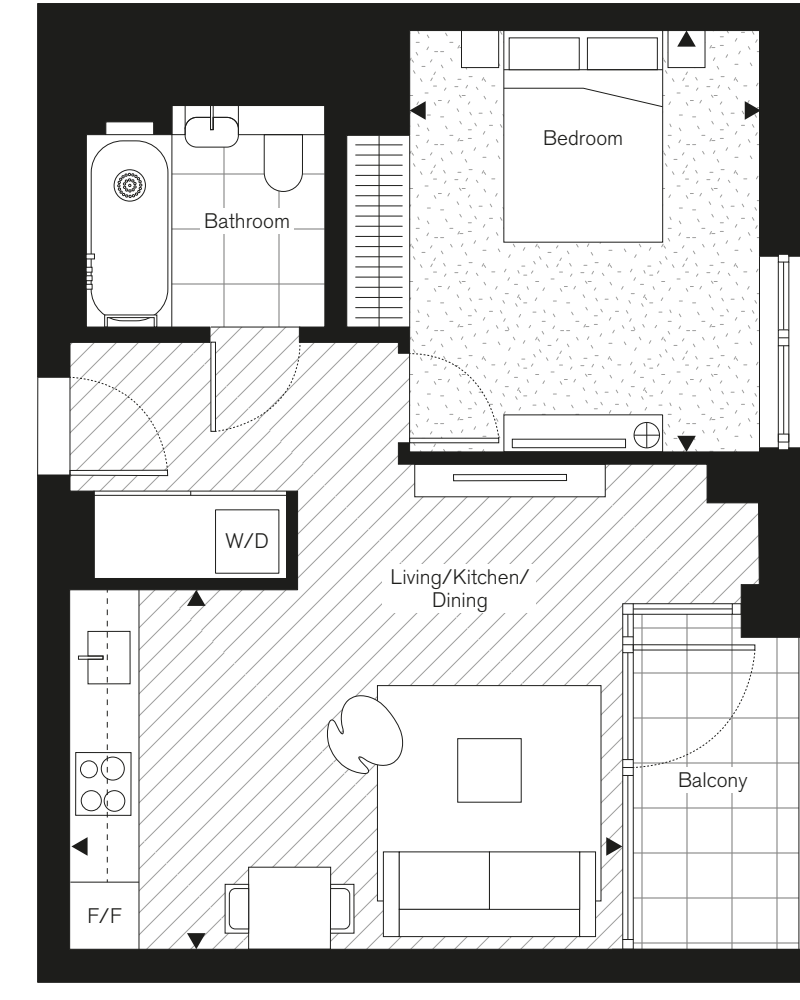 Bedroom
Bathroom
W/D
Living/Kitchen/
Dining
Balcony
F/F